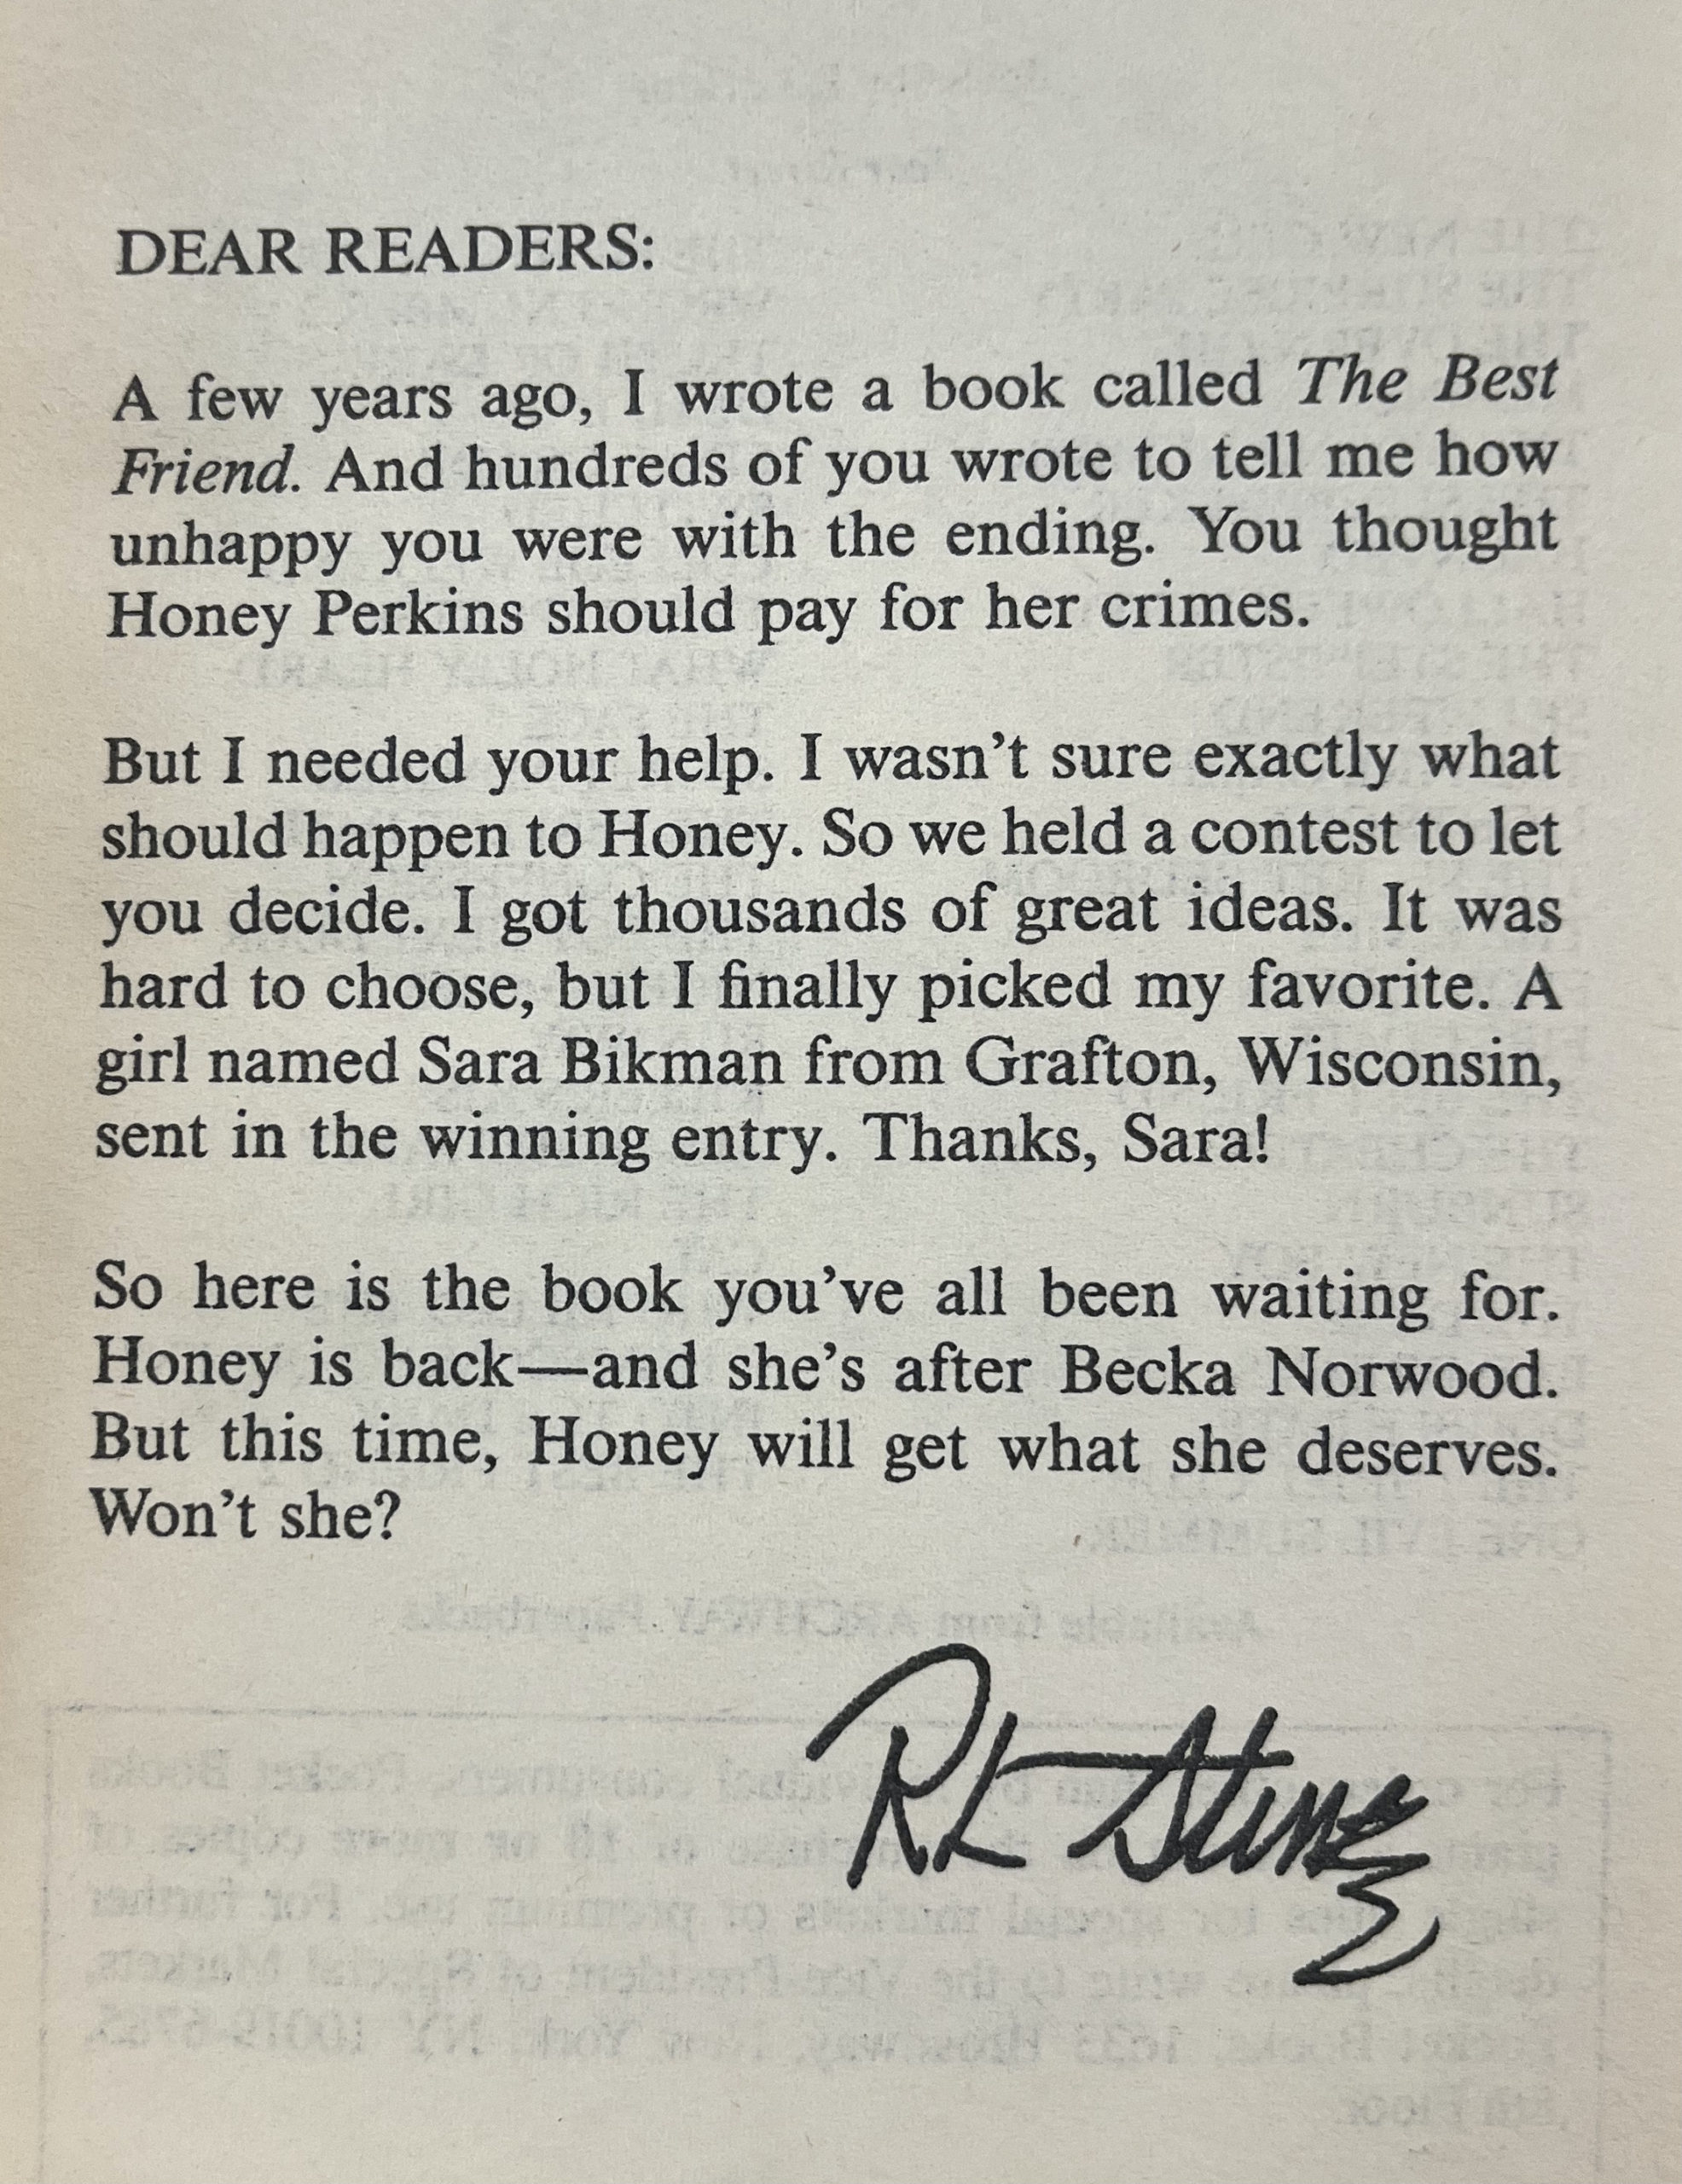 DEAR READERS:
A few years ago, I wrote a book called The Best
Friend. And hundreds of you wrote to tell me how
unhappy you were with the ending. You thought
Honey Perkins should pay for her crimes.
But I needed your help. I wasn't sure exactly what
should happen to Honey. So we held a contest to let
you decide. I got thousands of great ideas. It was
hard to choose, but I finally picked my favorite. A
girl named Sara Bikman from Grafton, Wisconsin,
sent in the winning entry. Thanks, Sara!
So here is the book you've all been waiting for.
Honey is back—and she's after Becka Norwood.
But this time, Honey will get what she deserves.
Won't she?
RL Stine